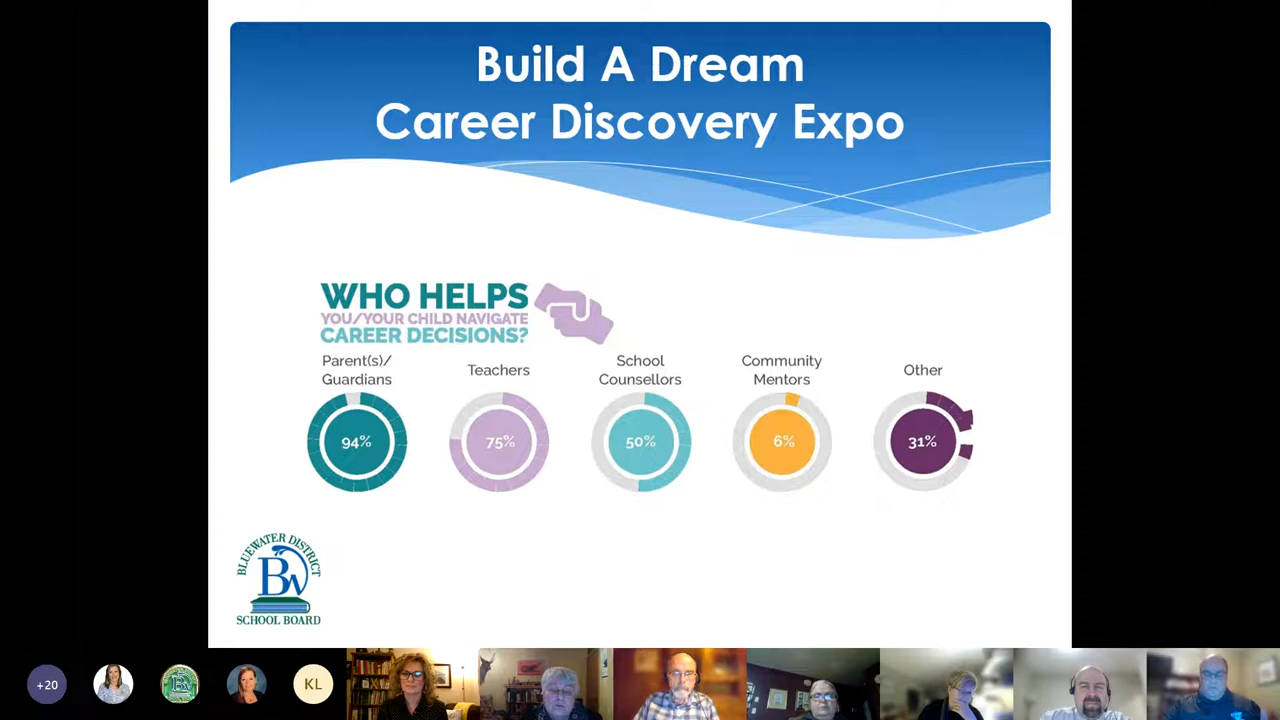 Build A Dream
Career Discovery Expo
WHO HELPS
YOU/YOUR CHILD NAVIGATE
CAREER DECISIONS?
Parent(s)/
Guardians
Teachers
School
Counsellors
Community
Mentors
Other
94%
75%
50%
6%
31%
BLUEWATER DISTRICT
BW
SCHOOL BOARD
+20
KL